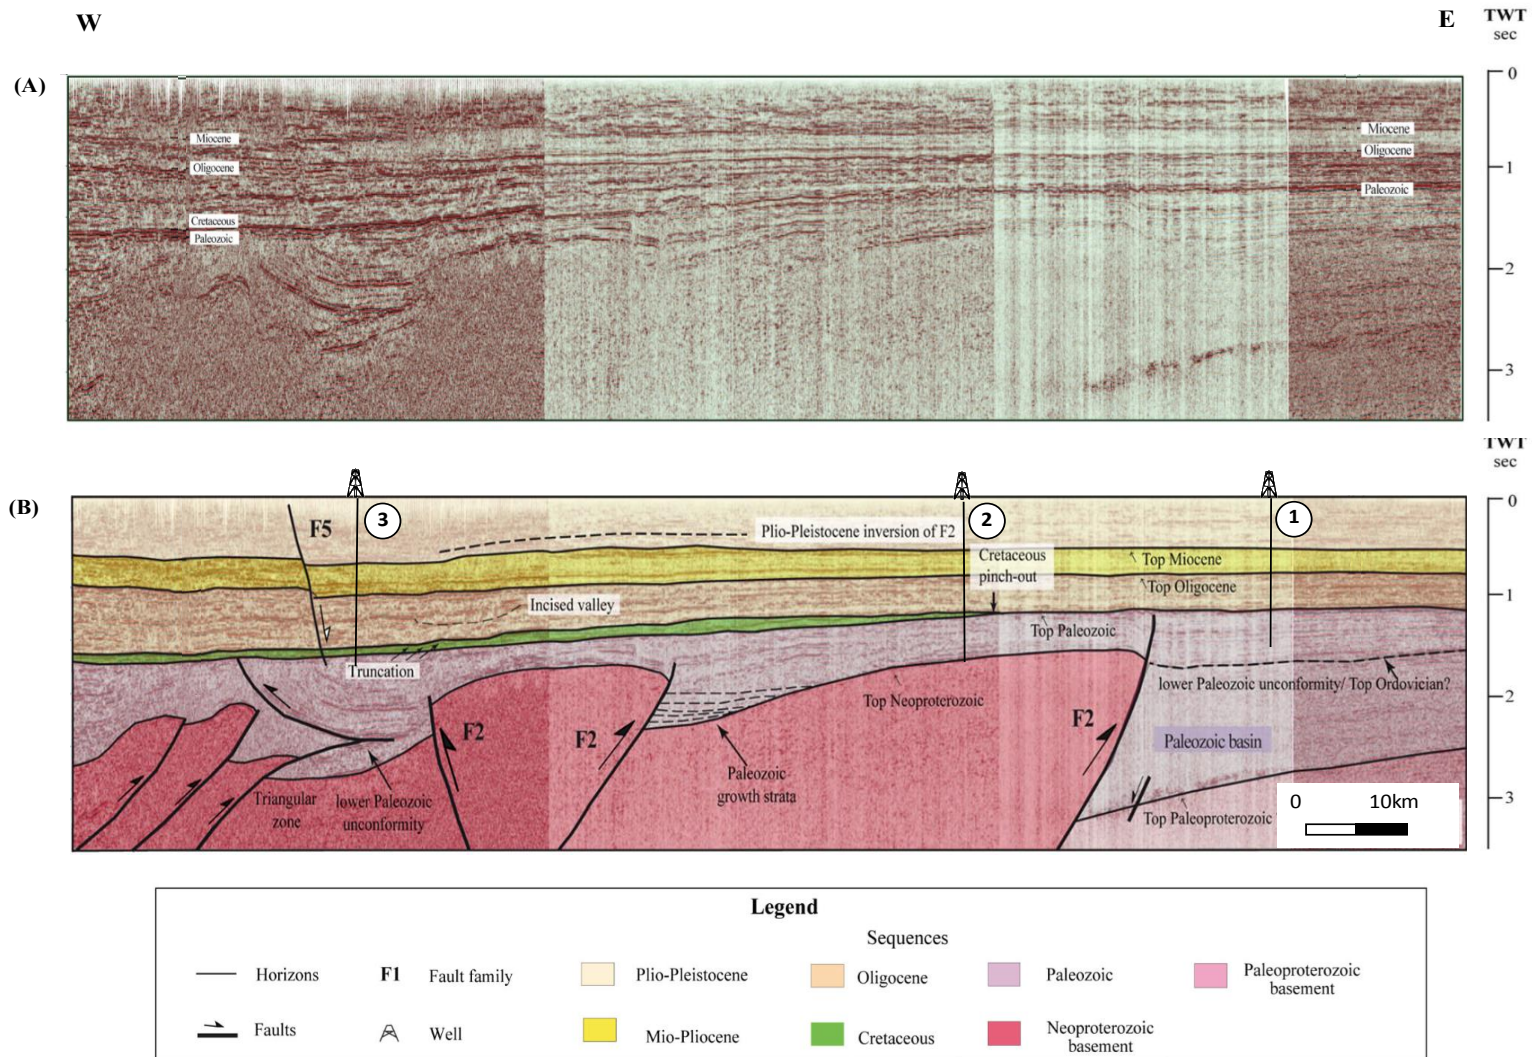 W
E
TWT
sec
(A)
0
Miocene
Oligocene
Cretaceous
Paleozoic
Miocene
Oligocene
Paleozoic
1
2
3
TWT
sec
(B)
0
F5
3
Plio-Pleistocene inversion of F2
2
1
Cretaceous
pinch-out
Top Miocene
Top Oligocene
1
Incised valley
Top Paleozoic
Truncation
lower Paleozoic unconformity/ Top Ordovician?
Top Neoproterozoic
2
F2
F2
F2
Paleozoic basin
Paleozoic
growth strata
Triangular
zone
lower Paleozoic
unconformity
Top Paleoproterozoic
3
0 10km
Legend
Sequences
Horizons
F1 Fault family
Plio-Pleistocene
Oligocene
Paleozoic
Paleoproterozoic
basement
Faults
Well
Mio-Pliocene
Cretaceous
Neoproterozoic
basement